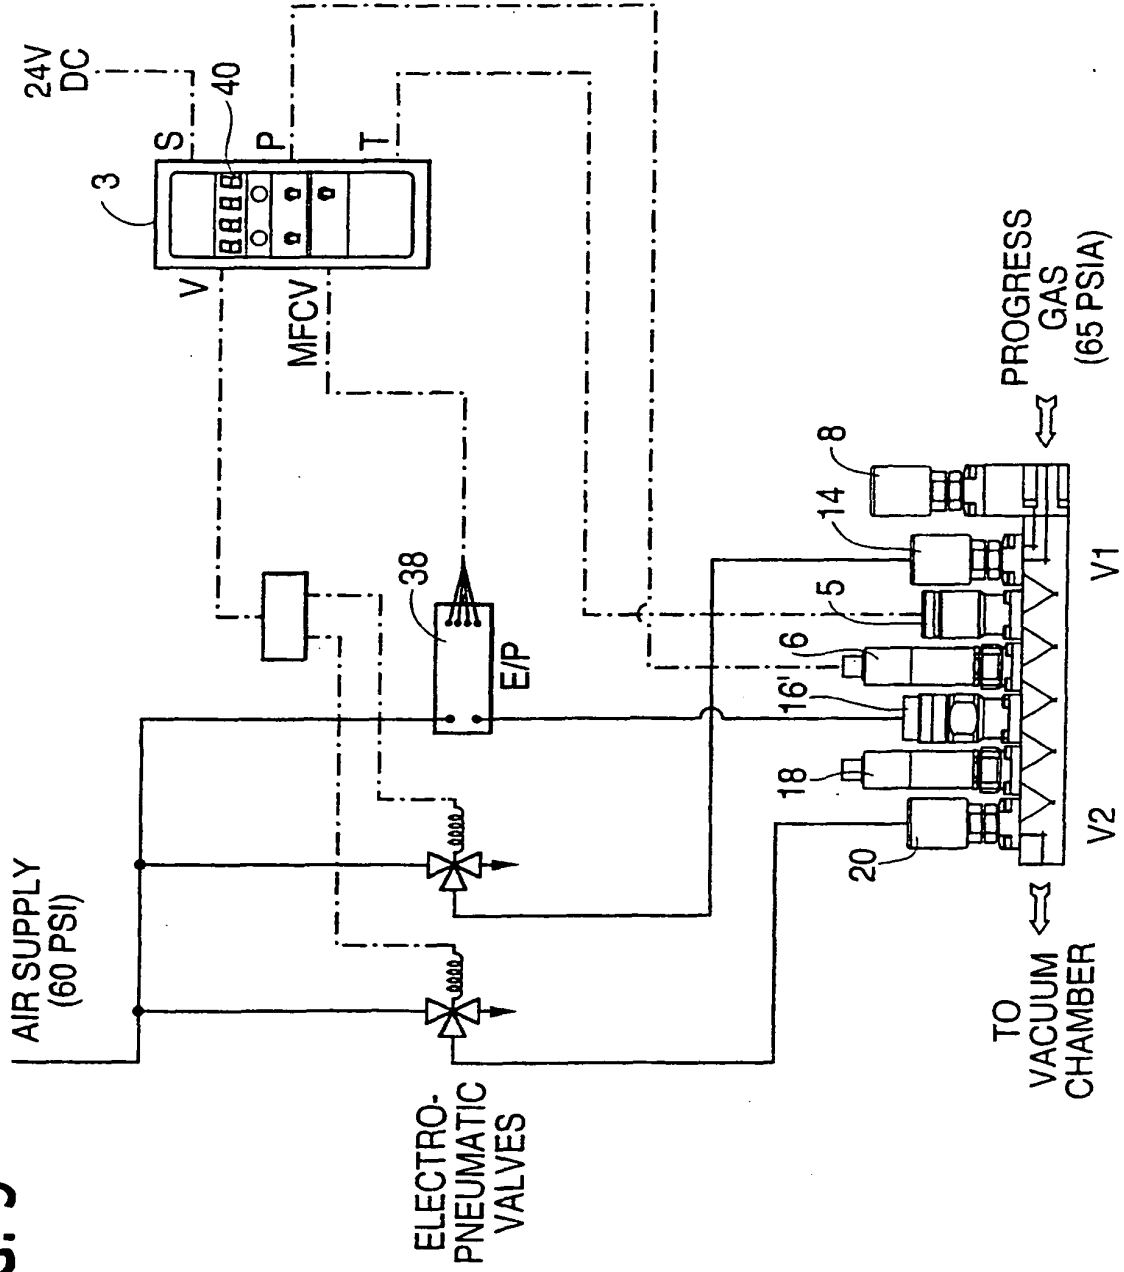 24V
DC
S
40
P
T
3
V
MFCV
38
E/P
AIR SUPPLY
(60 PSI)
ELECTRO-
PNEUMATIC
VALVES
PROGRESS
GAS
(65 PSIA)
8
14
5
6
16'
18
20
V1
V2
TO
VACUUM
CHAMBER